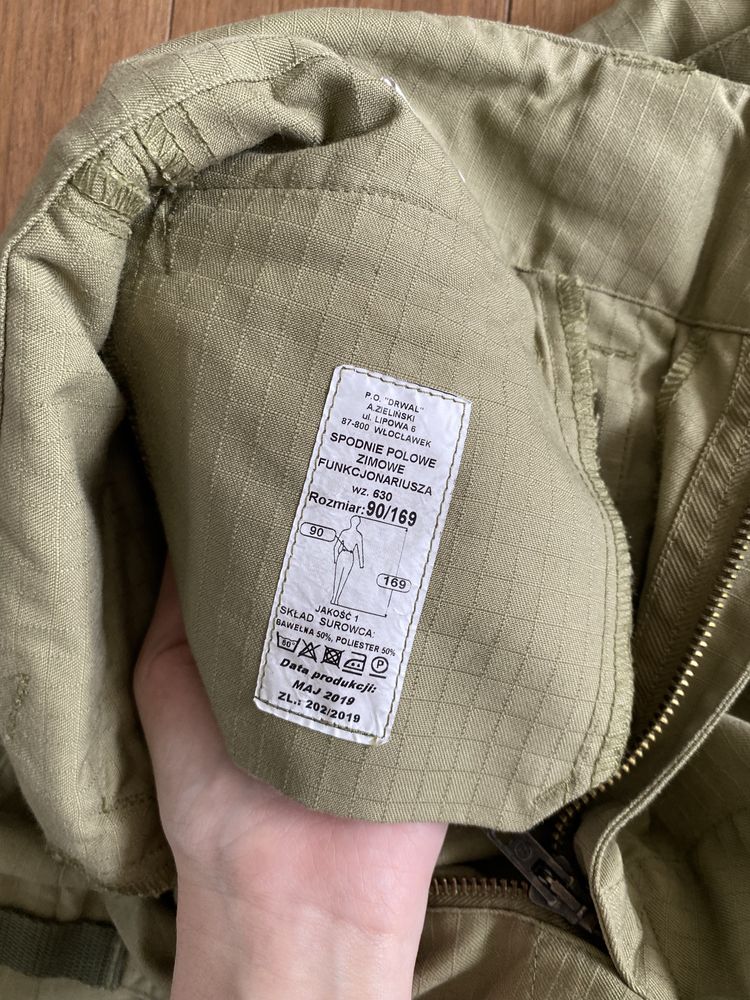 P.O. "DRWAL"
A.ZIELIŃSKI
ul. LIPOWA 6
87-800 WŁOCŁAWEK
SPODNIE POLOWE
ZIMOWE
FUNKCJONARIUSZA
wz. 630
Rozmiar: 90/169
90
169
JAKOŚĆ 1
SKŁAD SUROWCA:
BAWEŁNA 50%, POLIESTER 50%
60° P
Data produkcji:
MAJ 2019
ZL.: 202/2019